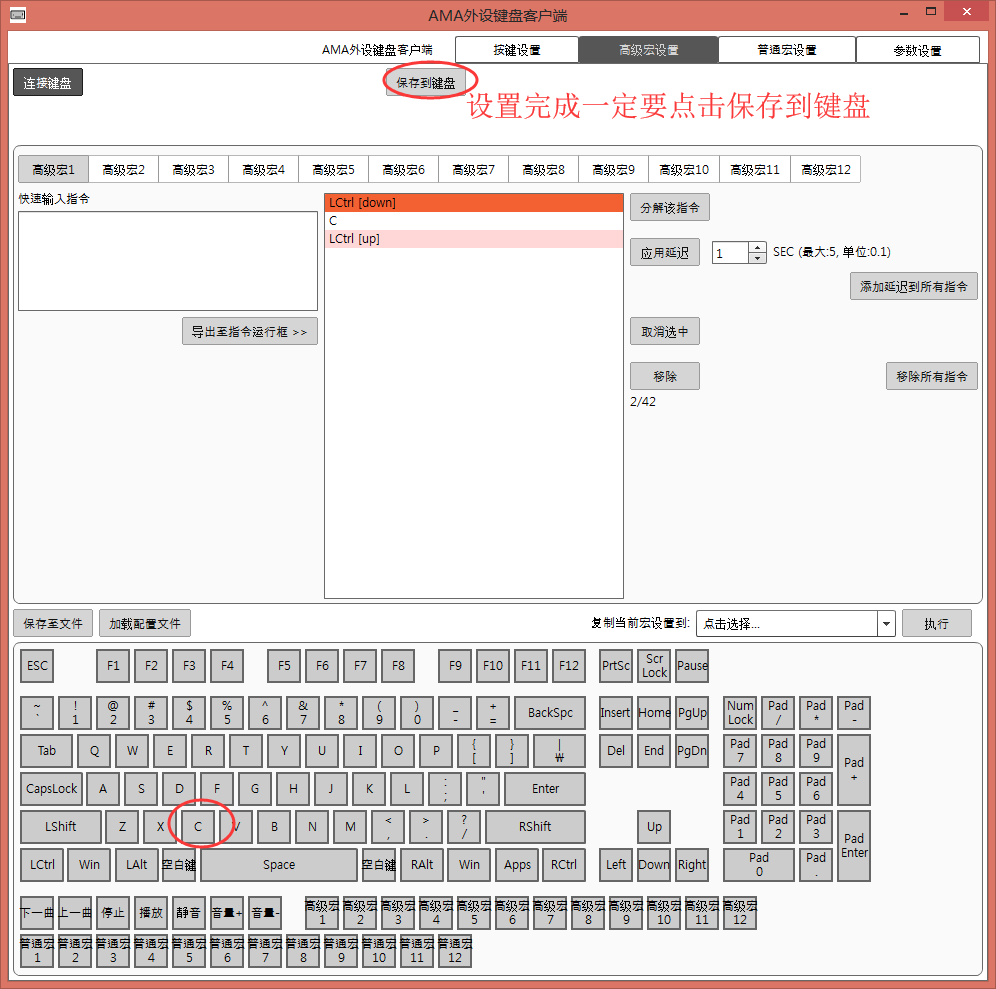 AMA外设键盘客户端
AMA外设键盘客户端 按键设置 高级宏设置 普通宏设置 参数设置
连接键盘 保存到键盘
设置完成一定要点击保存到键盘
高级宏1 高级宏2 高级宏3 高级宏4 高级宏5 高级宏6 高级宏7 高级宏8 高级宏9 高级宏10 高级宏11 高级宏12
快速输入指令
LCtrl [down]
C
LCtrl [up]
分解该指令
应用延迟 1 SEC (最大:5, 单位:0.1)
添加延迟到所有指令
导出至指令运行框 >>
取消选中
移除 移除所有指令
2/42
保存至文件 加载配置文件 复制当前宏设置到: 点击选择... 执行
ESC F1 F2 F3 F4 F5 F6 F7 F8 F9 F10 F11 F12 PrtSc Scr Lock Pause
~ ` ! 1 @ 2 # 3 $ 4 % 5 ^ 6 & 7 * 8 ( 9 ) 0 _ - + = BackSpc Insert Home PgUp Num Lock Pad / Pad * Pad -
Tab Q W E R T Y U I O P { [ } ] | ₩ Del End PgDn Pad 7 Pad 8 Pad 9 Pad +
CapsLock A S D F G H J K L : ; " ' Enter Pad 4 Pad 5 Pad 6
LShift Z X C V B N M < , > . ? / RShift Up Pad 1 Pad 2 Pad 3 Pad Enter
LCtrl Win LAlt 空白键 Space 空白键 RAlt Win Apps RCtrl Left Down Right Pad 0 Pad .
下一曲 上一曲 停止 播放 静音 音量+ 音量- 高级宏 1 高级宏 2 高级宏 3 高级宏 4 高级宏 5 高级宏 6 高级宏 7 高级宏 8 高级宏 9 高级宏 10 高级宏 11 高级宏 12
普通宏 1 普通宏 2 普通宏 3 普通宏 4 普通宏 5 普通宏 6 普通宏 7 普通宏 8 普通宏 9 普通宏 10 普通宏 11 普通宏 12